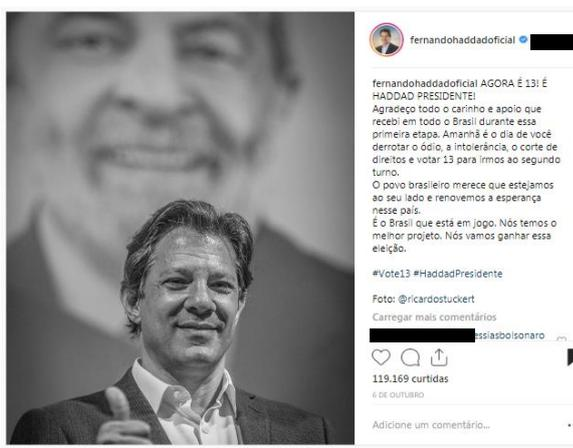 fernandohaddadoficial
fernandohaddadoficial AGORA É 13! É
HADDAD PRESIDENTE!
Agradeço todo o carinho e apoio que
recebi em todo o Brasil durante essa
primeira etapa. Amanhã é o dia de você
derrotar o ódio, a intolerância, o corte de
direitos e votar 13 para irmos ao segundo
turno.
O povo brasileiro merece que estejamos
ao seu lado e renovemos a esperança
nesse país.
É o Brasil que está em jogo. Nós temos o
melhor projeto. Nós vamos ganhar essa
eleição.
#Vote13 #HaddadPresidente
Foto: @ricardostuckert
Carregar mais comentários
essiasbolsonaro
119.169 curtidas
6 DE OUTUBRO
Adicione um comentário...